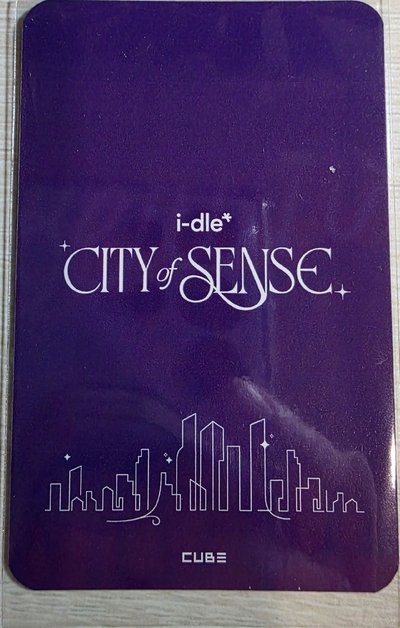 i-dle*
CITY of SENSE
CUBE